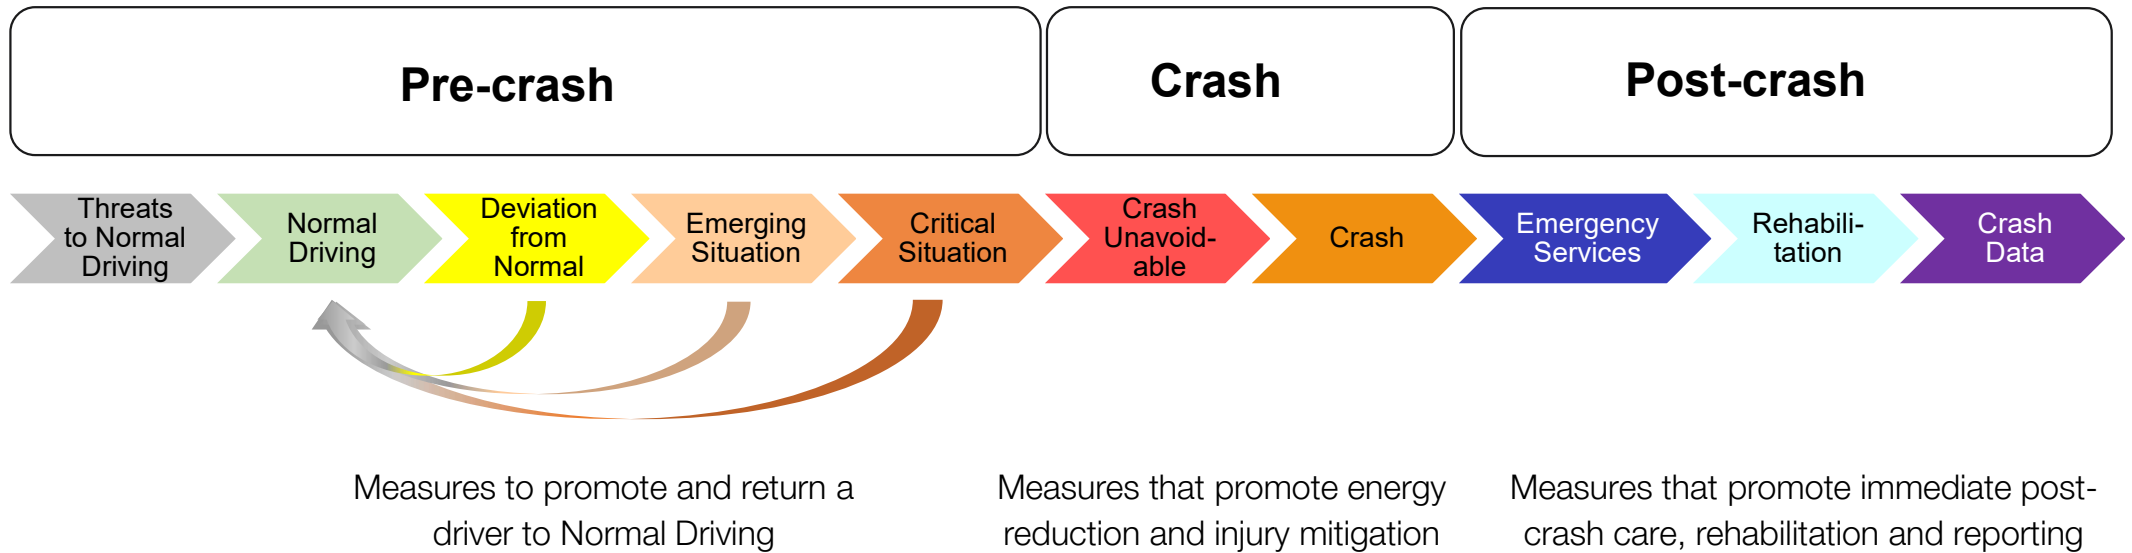 Pre-crash
Crash
Post-crash
Threats
to Normal
Driving
Normal
Driving
Deviation
from
Normal
Emerging
Situation
Critical
Situation
Crash
Unavoid-
able
Crash
Emergency
Services
Rehabili-
tation
Crash
Data
Measures to promote and return a
driver to Normal Driving
Measures that promote energy
reduction and injury mitigation
Measures that promote immediate post-
crash care, rehabilitation and reporting